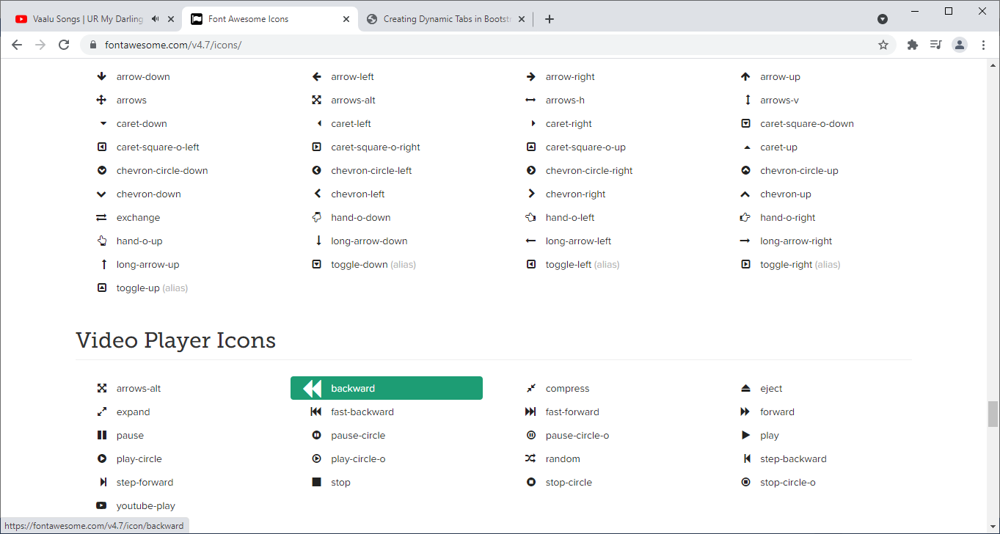 Vaalu Songs | UR My Darling
Font Awesome Icons
Creating Dynamic Tabs in Bootst
fontawesome.com/v4.7/icons/
arrow-down arrow-left arrow-right arrow-up
arrows arrows-alt arrows-h arrows-v
caret-down caret-left caret-right caret-square-o-down
caret-square-o-left caret-square-o-right caret-square-o-up caret-up
chevron-circle-down chevron-circle-left chevron-circle-right chevron-circle-up
chevron-down chevron-left chevron-right chevron-up
exchange hand-o-down hand-o-left hand-o-right
hand-o-up long-arrow-down long-arrow-left long-arrow-right
long-arrow-up toggle-down (alias) toggle-left (alias) toggle-right (alias)
toggle-up (alias)
Video Player Icons
arrows-alt backward compress eject
expand fast-backward fast-forward forward
pause pause-circle pause-circle-o play
play-circle play-circle-o random step-backward
step-forward stop stop-circle stop-circle-o
youtube-play
https://fontawesome.com/v4.7/icon/backward